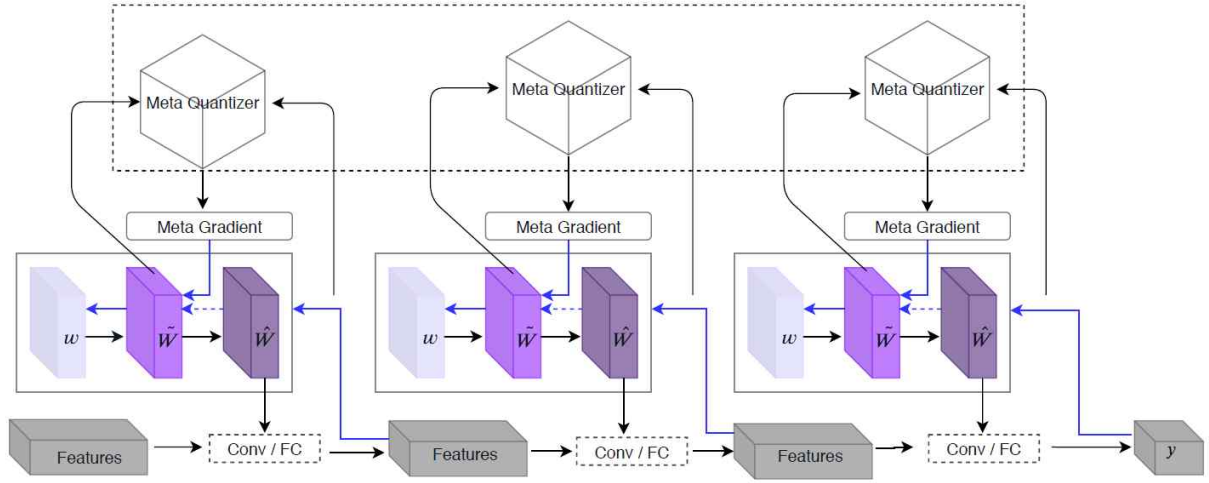 Meta Quantizer
Meta Quantizer
Meta Quantizer
Meta Gradient
Meta Gradient
Meta Gradient
w
W̃
Ŵ
w
W̃
Ŵ
w
W̃
Ŵ
Features
Conv / FC
Features
Conv / FC
Features
Conv / FC
y